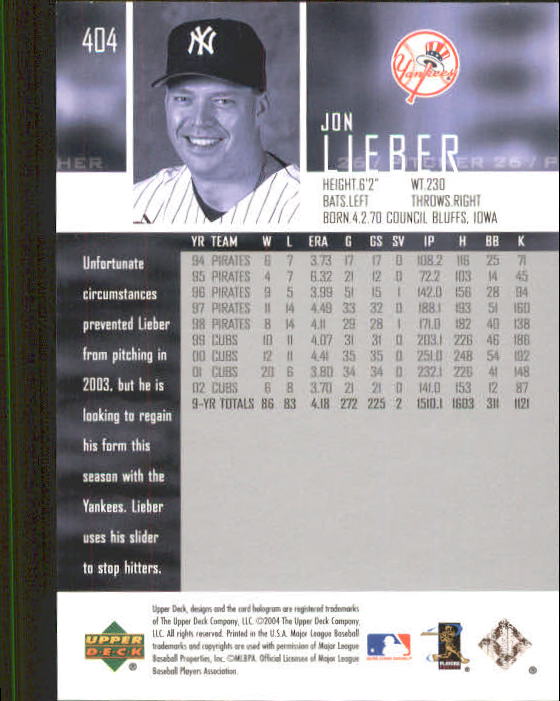 404
NY
Yankees
JON
LIEBER
HER
26 / PITCHER 26 / P
HEIGHT.6'2" WT.230
BATS.LEFT THROWS.RIGHT
BORN.4.2.70 COUNCIL BLUFFS, IOWA
YR TEAM W L ERA G GS SV IP H BB K
94 PIRATES 6 7 3.73 17 17 0 108.2 116 25 71
95 PIRATES 4 7 6.32 21 12 0 72.2 103 14 45
96 PIRATES 9 5 3.99 51 15 1 142.0 156 28 94
97 PIRATES 11 14 4.49 33 32 0 188.1 193 51 160
98 PIRATES 8 14 4.11 29 28 1 171.0 182 40 138
99 CUBS 10 11 4.07 31 31 0 203.1 226 46 186
00 CUBS 12 11 4.41 35 35 0 251.0 248 54 192
01 CUBS 20 6 3.80 34 34 0 232.1 226 41 148
02 CUBS 6 8 3.70 21 21 0 141.0 153 12 87
9-YR TOTALS 86 83 4.18 272 225 2 1510.1 1603 311 1121
Unfortunate
circumstances
prevented Lieber
from pitching in
2003, but he is
looking to regain
his form this
season with the
Yankees. Lieber
uses his slider
to stop hitters.
UPPER
DECK
Upper Deck, designs and the card hologram are registered trademarks
of The Upper Deck Company, LLC. ©2004 The Upper Deck Company,
LLC. All rights reserved. Printed in the U.S.A. Major League Baseball
trademarks and copyrights are used with permission of Major League
Baseball Properties, Inc. ©MLBPA. Official Licensee of Major League
Baseball Players Association.
PLAYERS